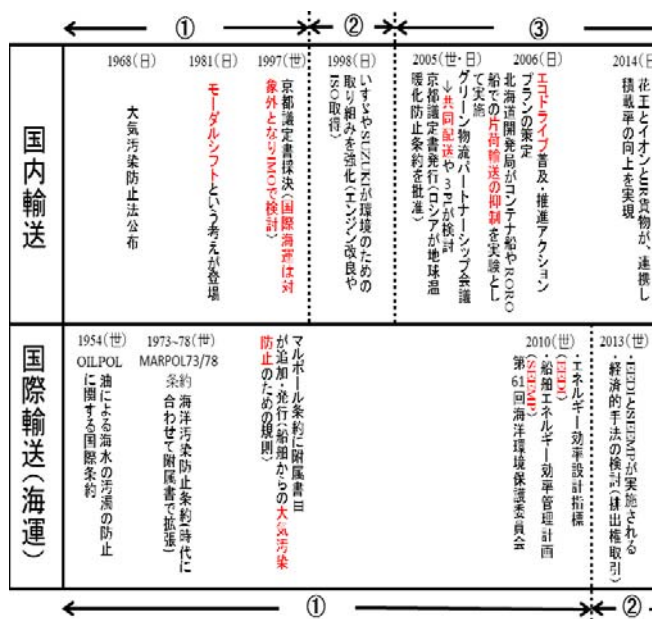 ① ② ③
国内輸送
1968(日)
大気汚染防止法公布
1981(日)
モーダルシフトという考えが登場
1997(世)
京都議定書採決(国際海運は対
象外となりIMOで検討)
1998(日)
いすゞやSUZUKIが環境のための
取り組みを強化(エンジン改良や
ISO取得)
2005(世・日)
グリーン物流パートナーシップ会議
→共同配送や3PLが検討
京都議定書発行(ロシアが地球温
暖化防止条約を批准)
2006(日)
エコドライブ普及・推進アクション
プランの策定
北海道開発局がコンテナ船やRORO
船での片荷輸送の抑制を実験とし
て実施
2014(日
花王とイオンとJR貨物が、連携し
積載率の向上を実現
国際輸送(海運)
1954(世)
OILPOL
油による海水の汚濁の防止
に関する国際条約
1973~78(世)
MARPOL73/78
条約
海洋汚染防止条約(時代に
合わせて附属書で拡張)
マルポール条約に附属書Ⅲ
が追加・発行(船舶からの大気汚染
防止のための規則)
2010(世)
・エネルギー効率設計指標
(EEDI)
・船舶エネルギー効率管理計画
(SEEMP)
第61回海洋環境保護委員会
2013(世)
・EEDIやSEEMPが実施される
・経済的手法の検討(排出権取引)
① ②